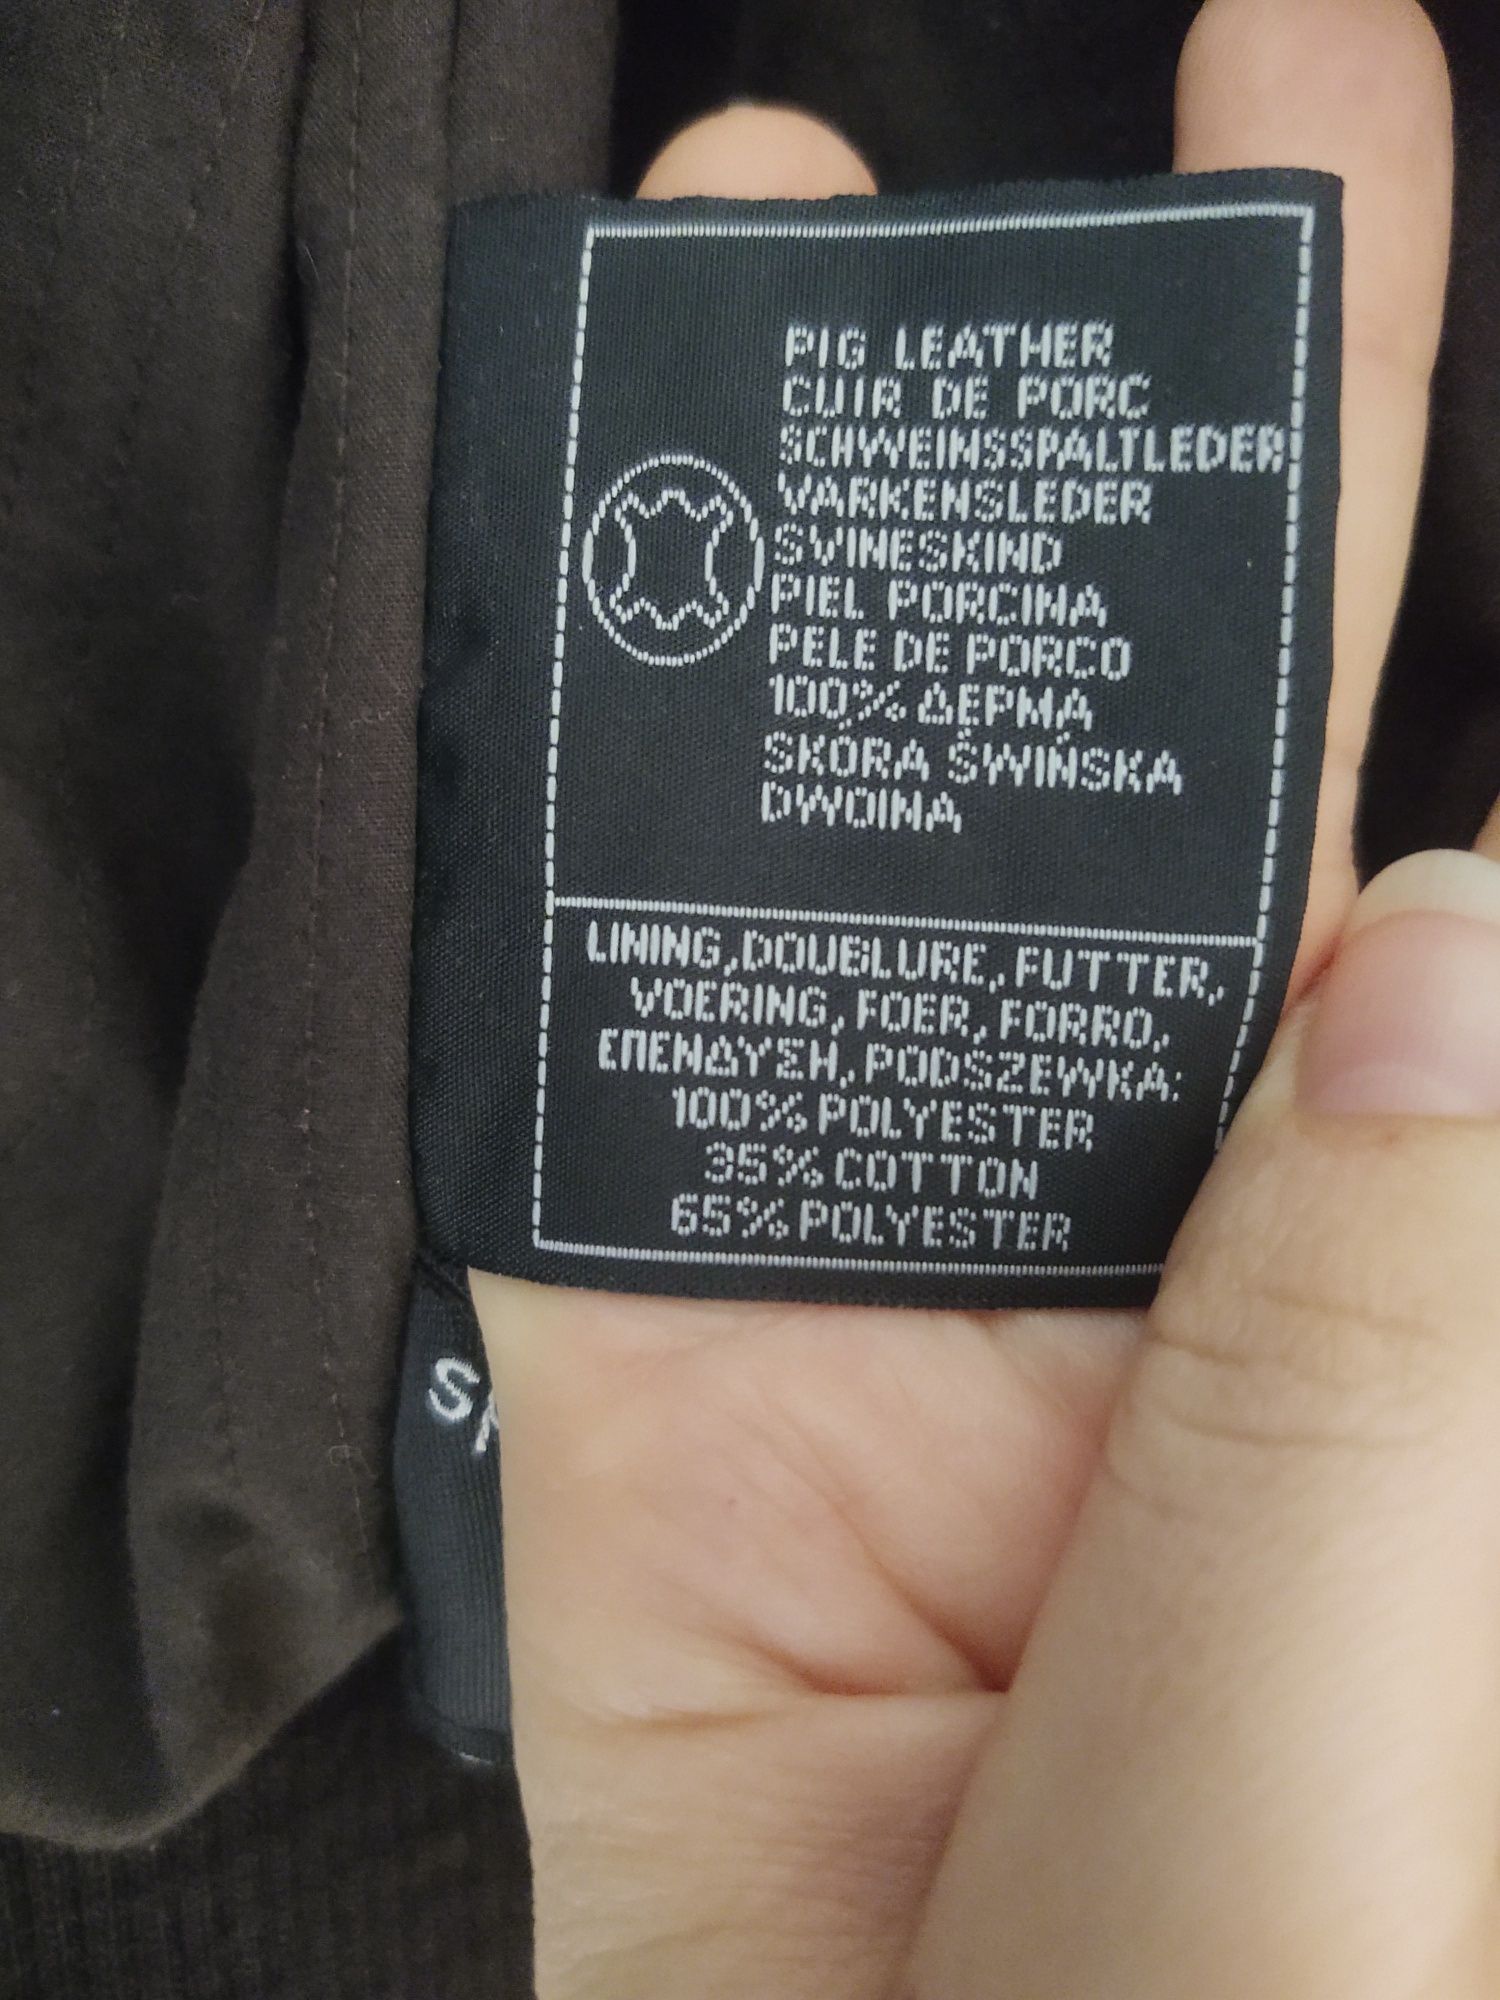 PIG LEATHER
CUIR DE PORC
SCHWEINSSPALTLEDER
VARKENSLEDER
SVINESKIND
PIEL PORCINA
PELE DE PORCO
100% ΔΕΡΜΑ
SKÓRA ŚWIŃSKA
DWOINA
LINING, DOUBLURE, FUTTER,
VOERING, FOER, FORRO,
ΕΠΕΝΔΥΣΗ, PODSZEWKA:
100% POLYESTER
35% COTTON
65% POLYESTER